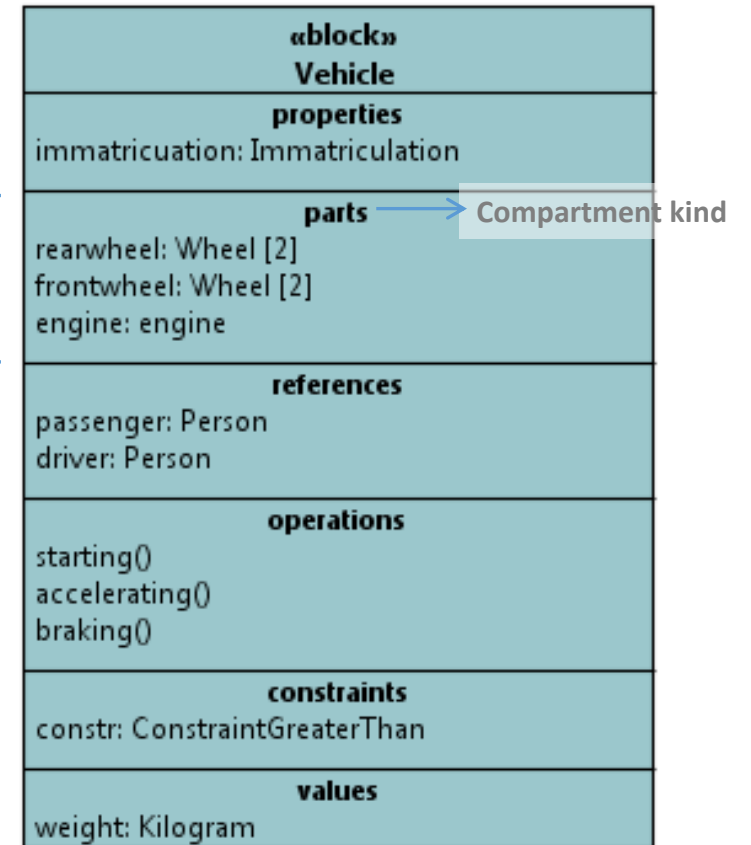 «block»
Vehicle
properties
immatricuation: Immatriculation
parts
Compartment kind
rearwheel: Wheel [2]
frontwheel: Wheel [2]
engine: engine
references
passenger: Person
driver: Person
operations
starting()
accelerating()
braking()
constraints
constr: ConstraintGreaterThan
values
weight: Kilogram